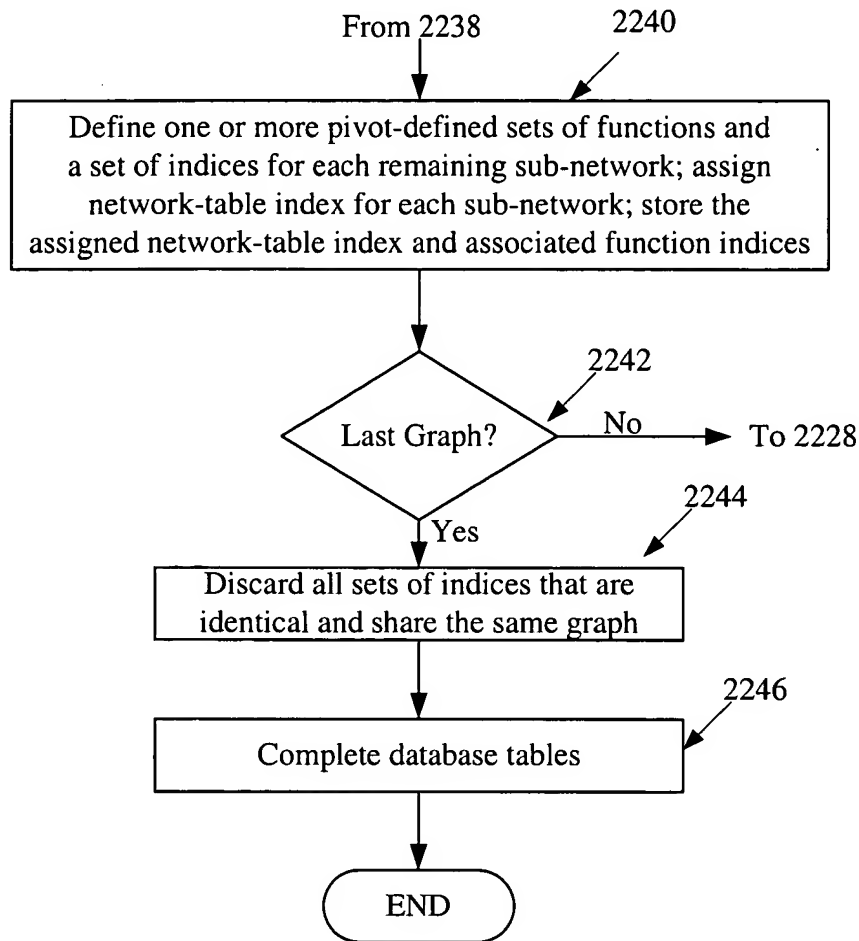 From 2238
2240
Define one or more pivot-defined sets of functions and
a set of indices for each remaining sub-network; assign
network-table index for each sub-network; store the
assigned network-table index and associated function indices
2242
Last Graph?
No
To 2228
Yes
2244
Discard all sets of indices that are
identical and share the same graph
2246
Complete database tables
END